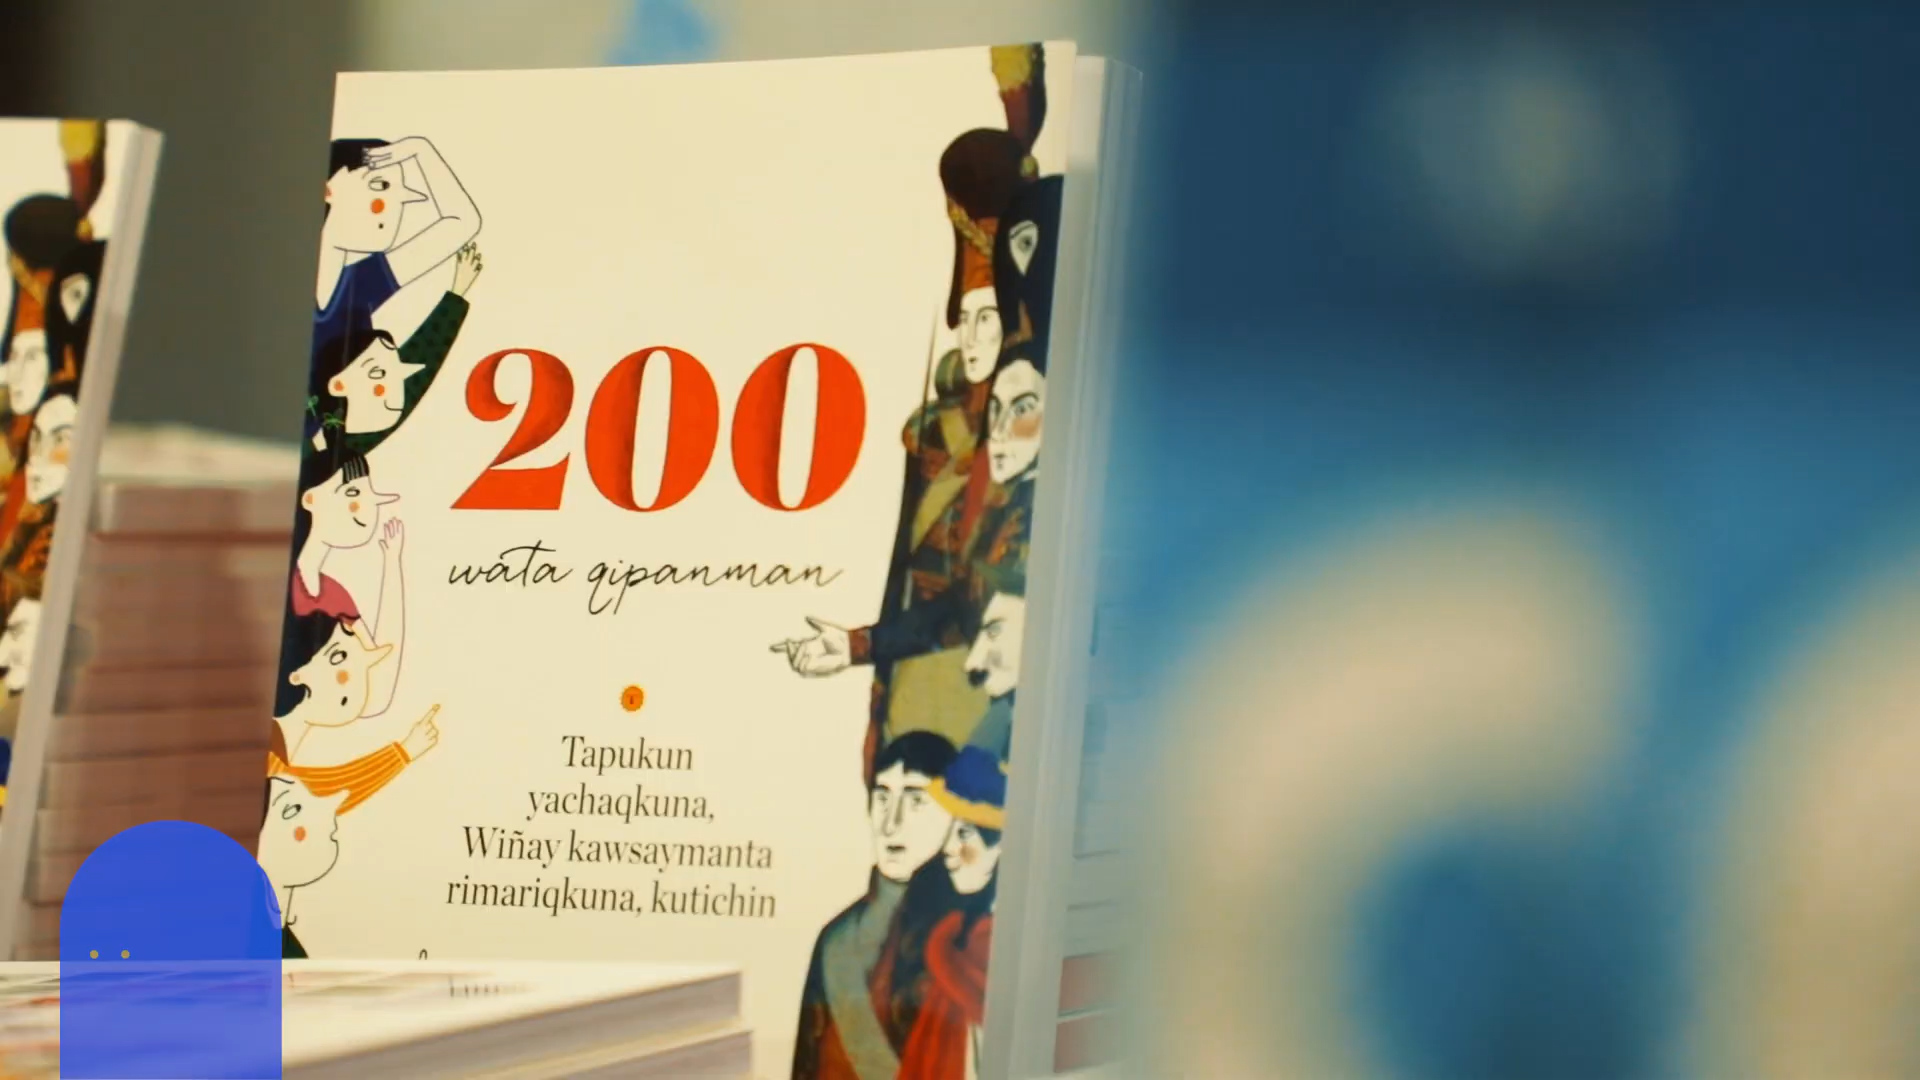 200
wata qipanman
Tapukun
yachaqkuna,
Wiñay kawsaymanta
rimariqkuna, kutichin